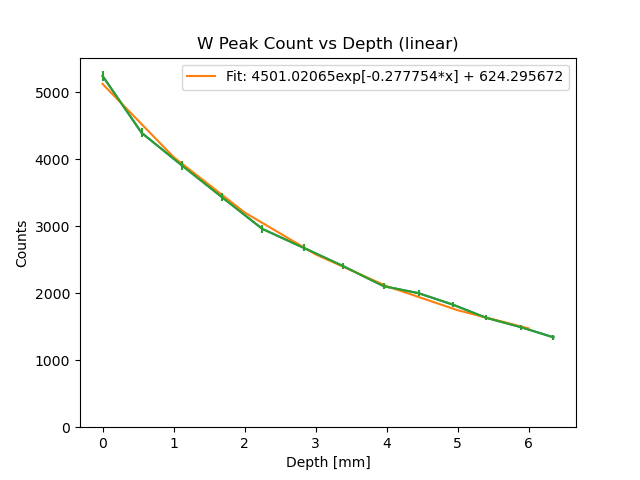 W Peak Count vs Depth (linear)
Fit: 4501.02065exp[-0.277754*x] + 624.295672
5000
4000
3000
2000
1000
0
Counts
0 1 2 3 4 5 6
Depth [mm]